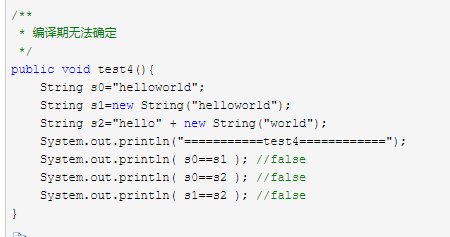 /**
 * 编译期无法确定
 */
public void test4(){
    String s0="helloworld";
    String s1=new String("helloworld");
    String s2="hello" + new String("world");
    System.out.println("===========test4============");
    System.out.println( s0==s1 ); //false
    System.out.println( s0==s2 ); //false
    System.out.println( s1==s2 ); //false
}